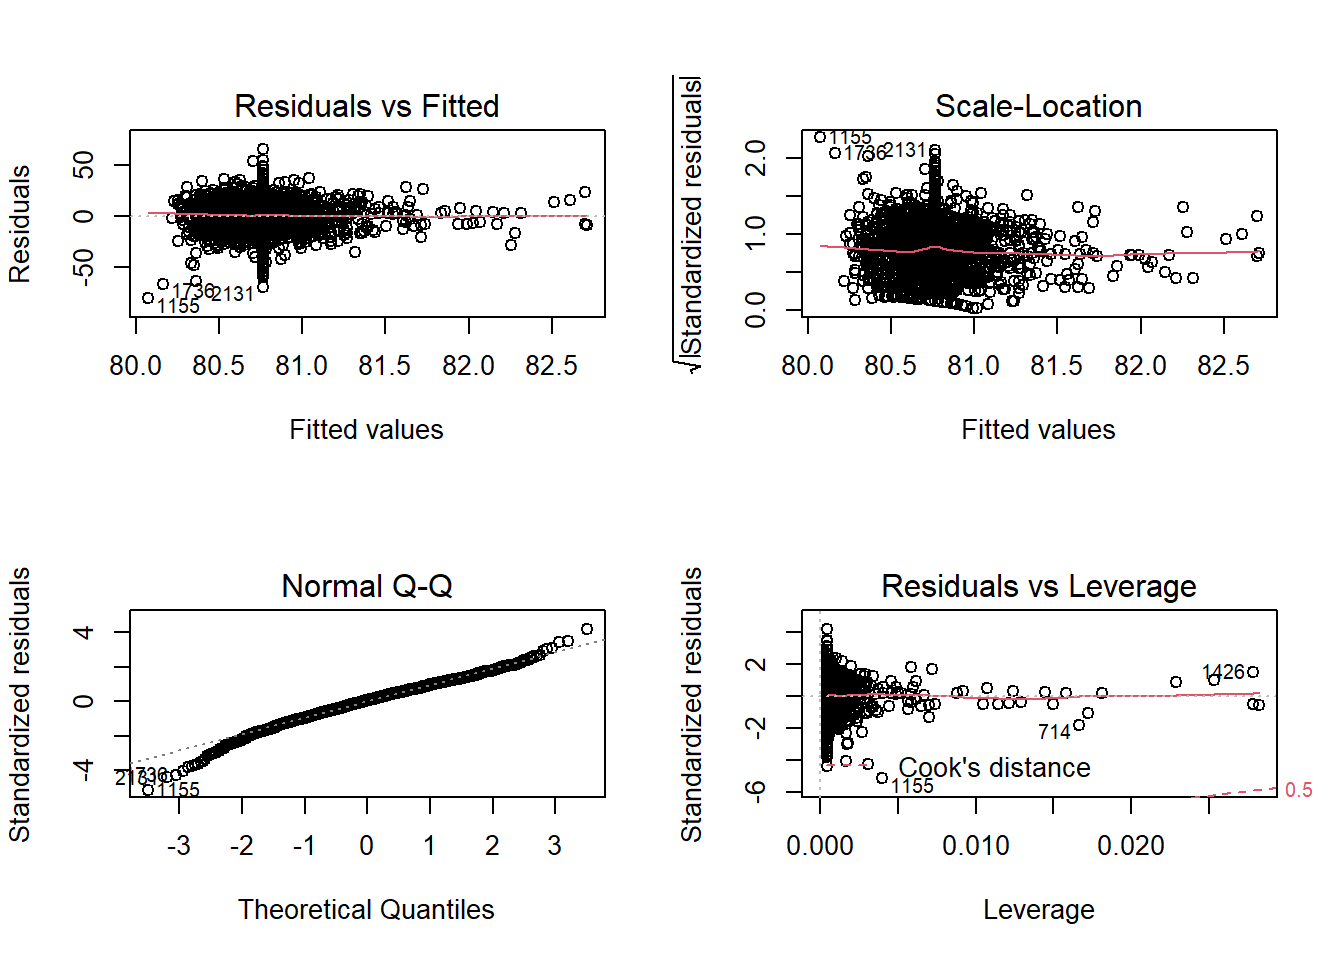 Residuals vs Fitted
Residuals
50
0
-50
1736
2131
1155
80.0 80.5 81.0 81.5 82.0 82.5
Fitted values
Scale-Location
√|Standardized residuals|
2.0
1.0
0.0
1155
1736
2131
80.0 80.5 81.0 81.5 82.0 82.5
Fitted values
Normal Q-Q
Standardized residuals
4
0
-4
1736
2131
1155
-3 -2 -1 0 1 2 3
Theoretical Quantiles
Residuals vs Leverage
Standardized residuals
2
0
-2
-6
1426
714
Cook's distance
1155
0.5
0.000 0.010 0.020
Leverage